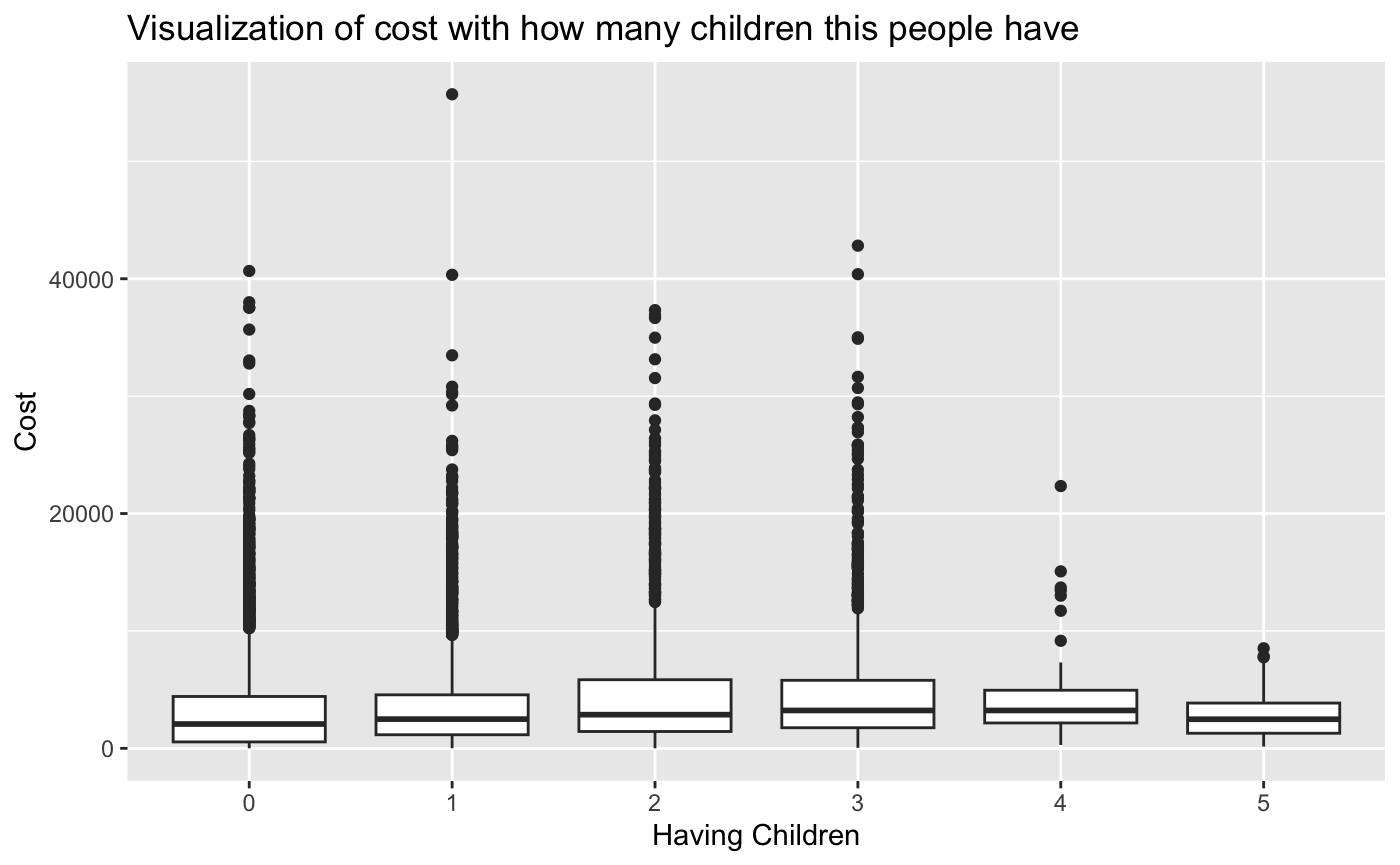 Visualization of cost with how many children this people have
Cost
40000
20000
0
0 1 2 3 4 5
Having Children